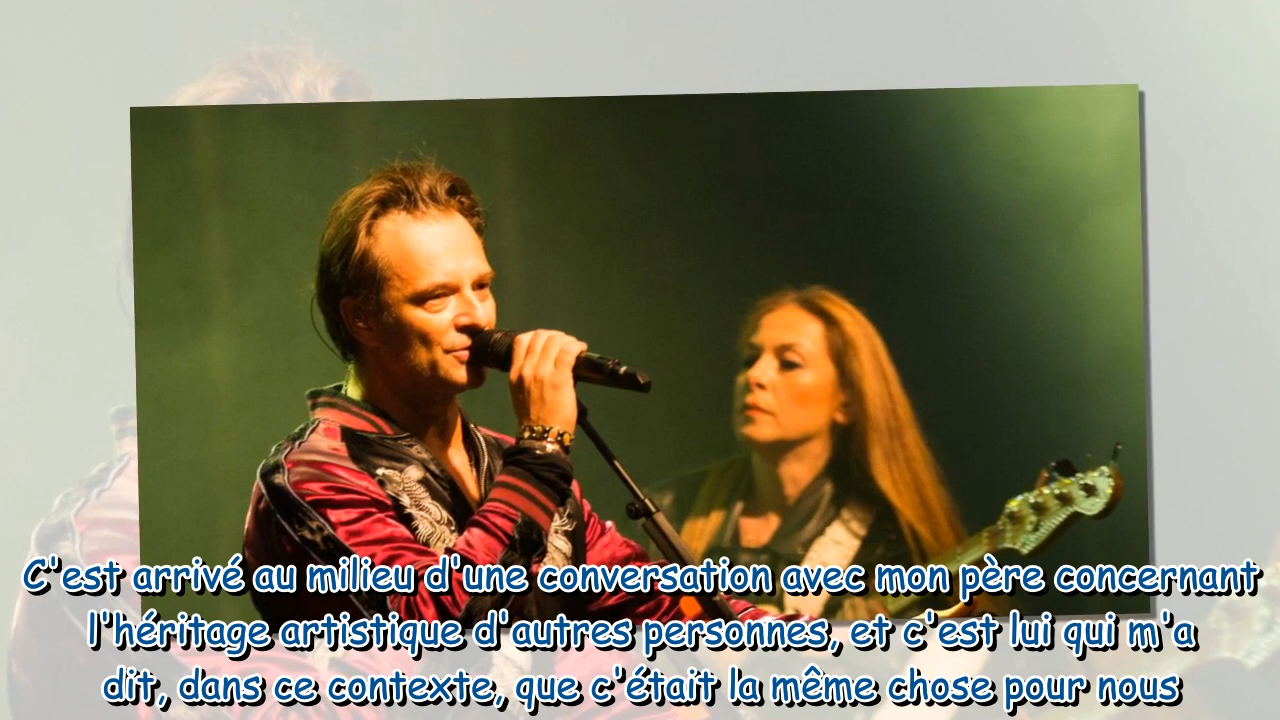 C'est arrivé au milieu d'une conversation avec mon père concernant
l'héritage artistique d'autres personnes, et c'est lui qui m'a
dit, dans ce contexte, que c'était la même chose pour nous